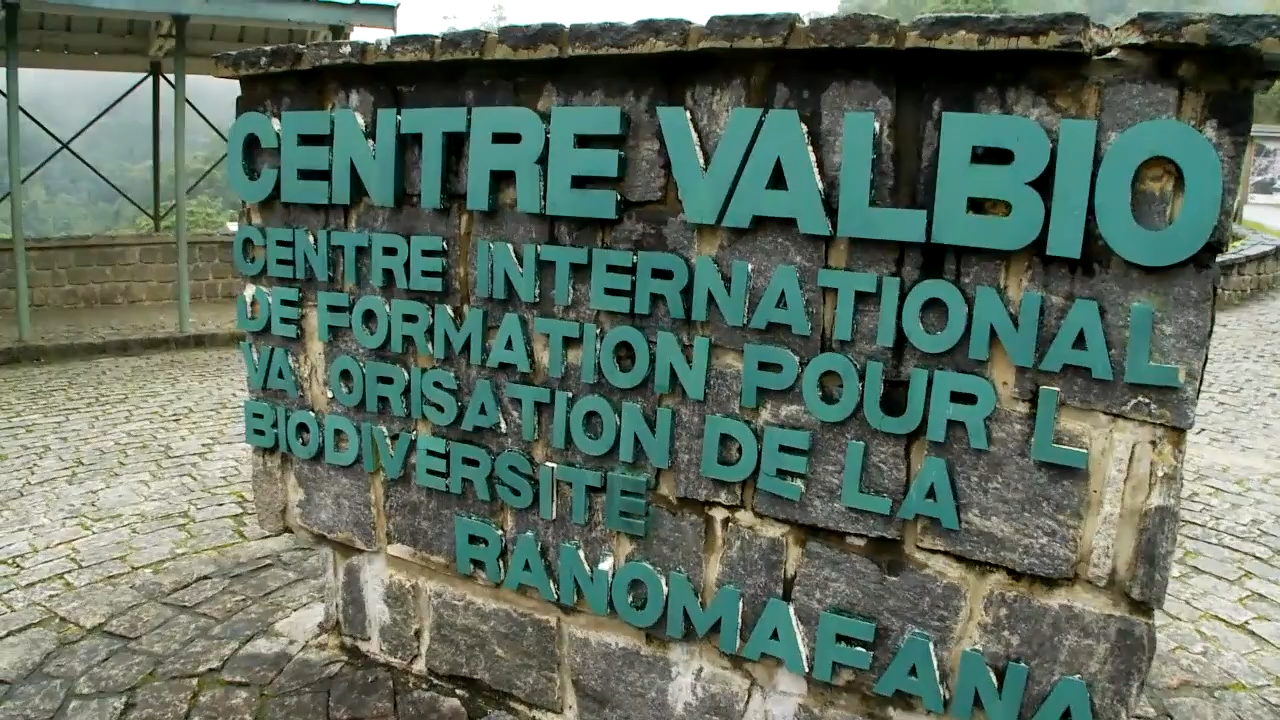 CENTRE VALBIO
CENTRE INTERNATIONAL
DE FORMATION POUR L
VA ORISATION DE LA
BIODIVERSITE
RANOMAFANA